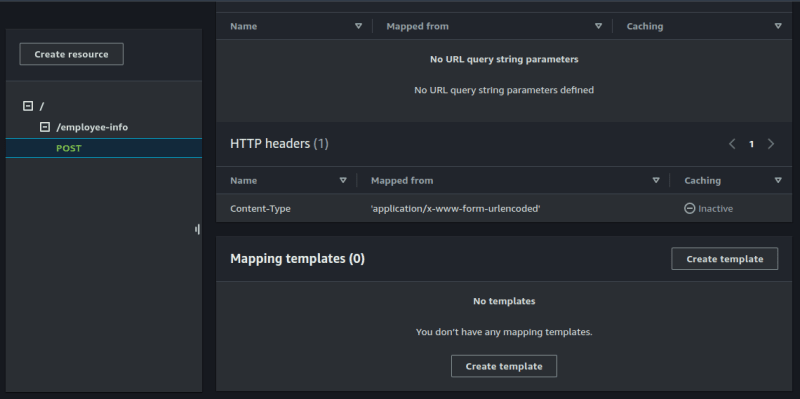 Name Mapped from Caching
Create resource
No URL query string parameters
No URL query string parameters defined
/
/employee-info
POST
HTTP headers (1)
1
Name Mapped from Caching
Content-Type 'application/x-www-form-urlencoded' Inactive
Mapping templates (0)
Create template
No templates
You don't have any mapping templates.
Create template